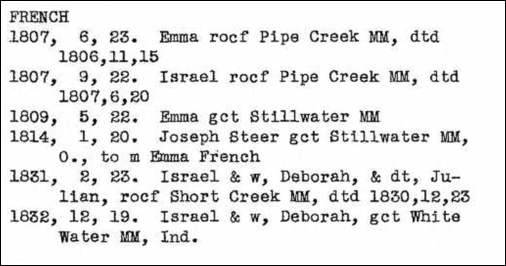 FRENCH
1807, 6, 23. Emma rocf Pipe Creek MM, dtd
1806,11,15
1807, 9, 22. Israel rocf Pipe Creek MM, dtd
1807,6,20
1809, 5, 22. Emma gct Stillwater MM
1814, 1, 20. Joseph Steer gct Stillwater MM,
O., to m Emma French
1831, 2, 23. Israel & w, Deborah, & dt, Ju-
lian, rocf Short Creek MM, dtd 1830,12,23
1832, 12, 19. Israel & w, Deborah, gct White
Water MM, Ind.